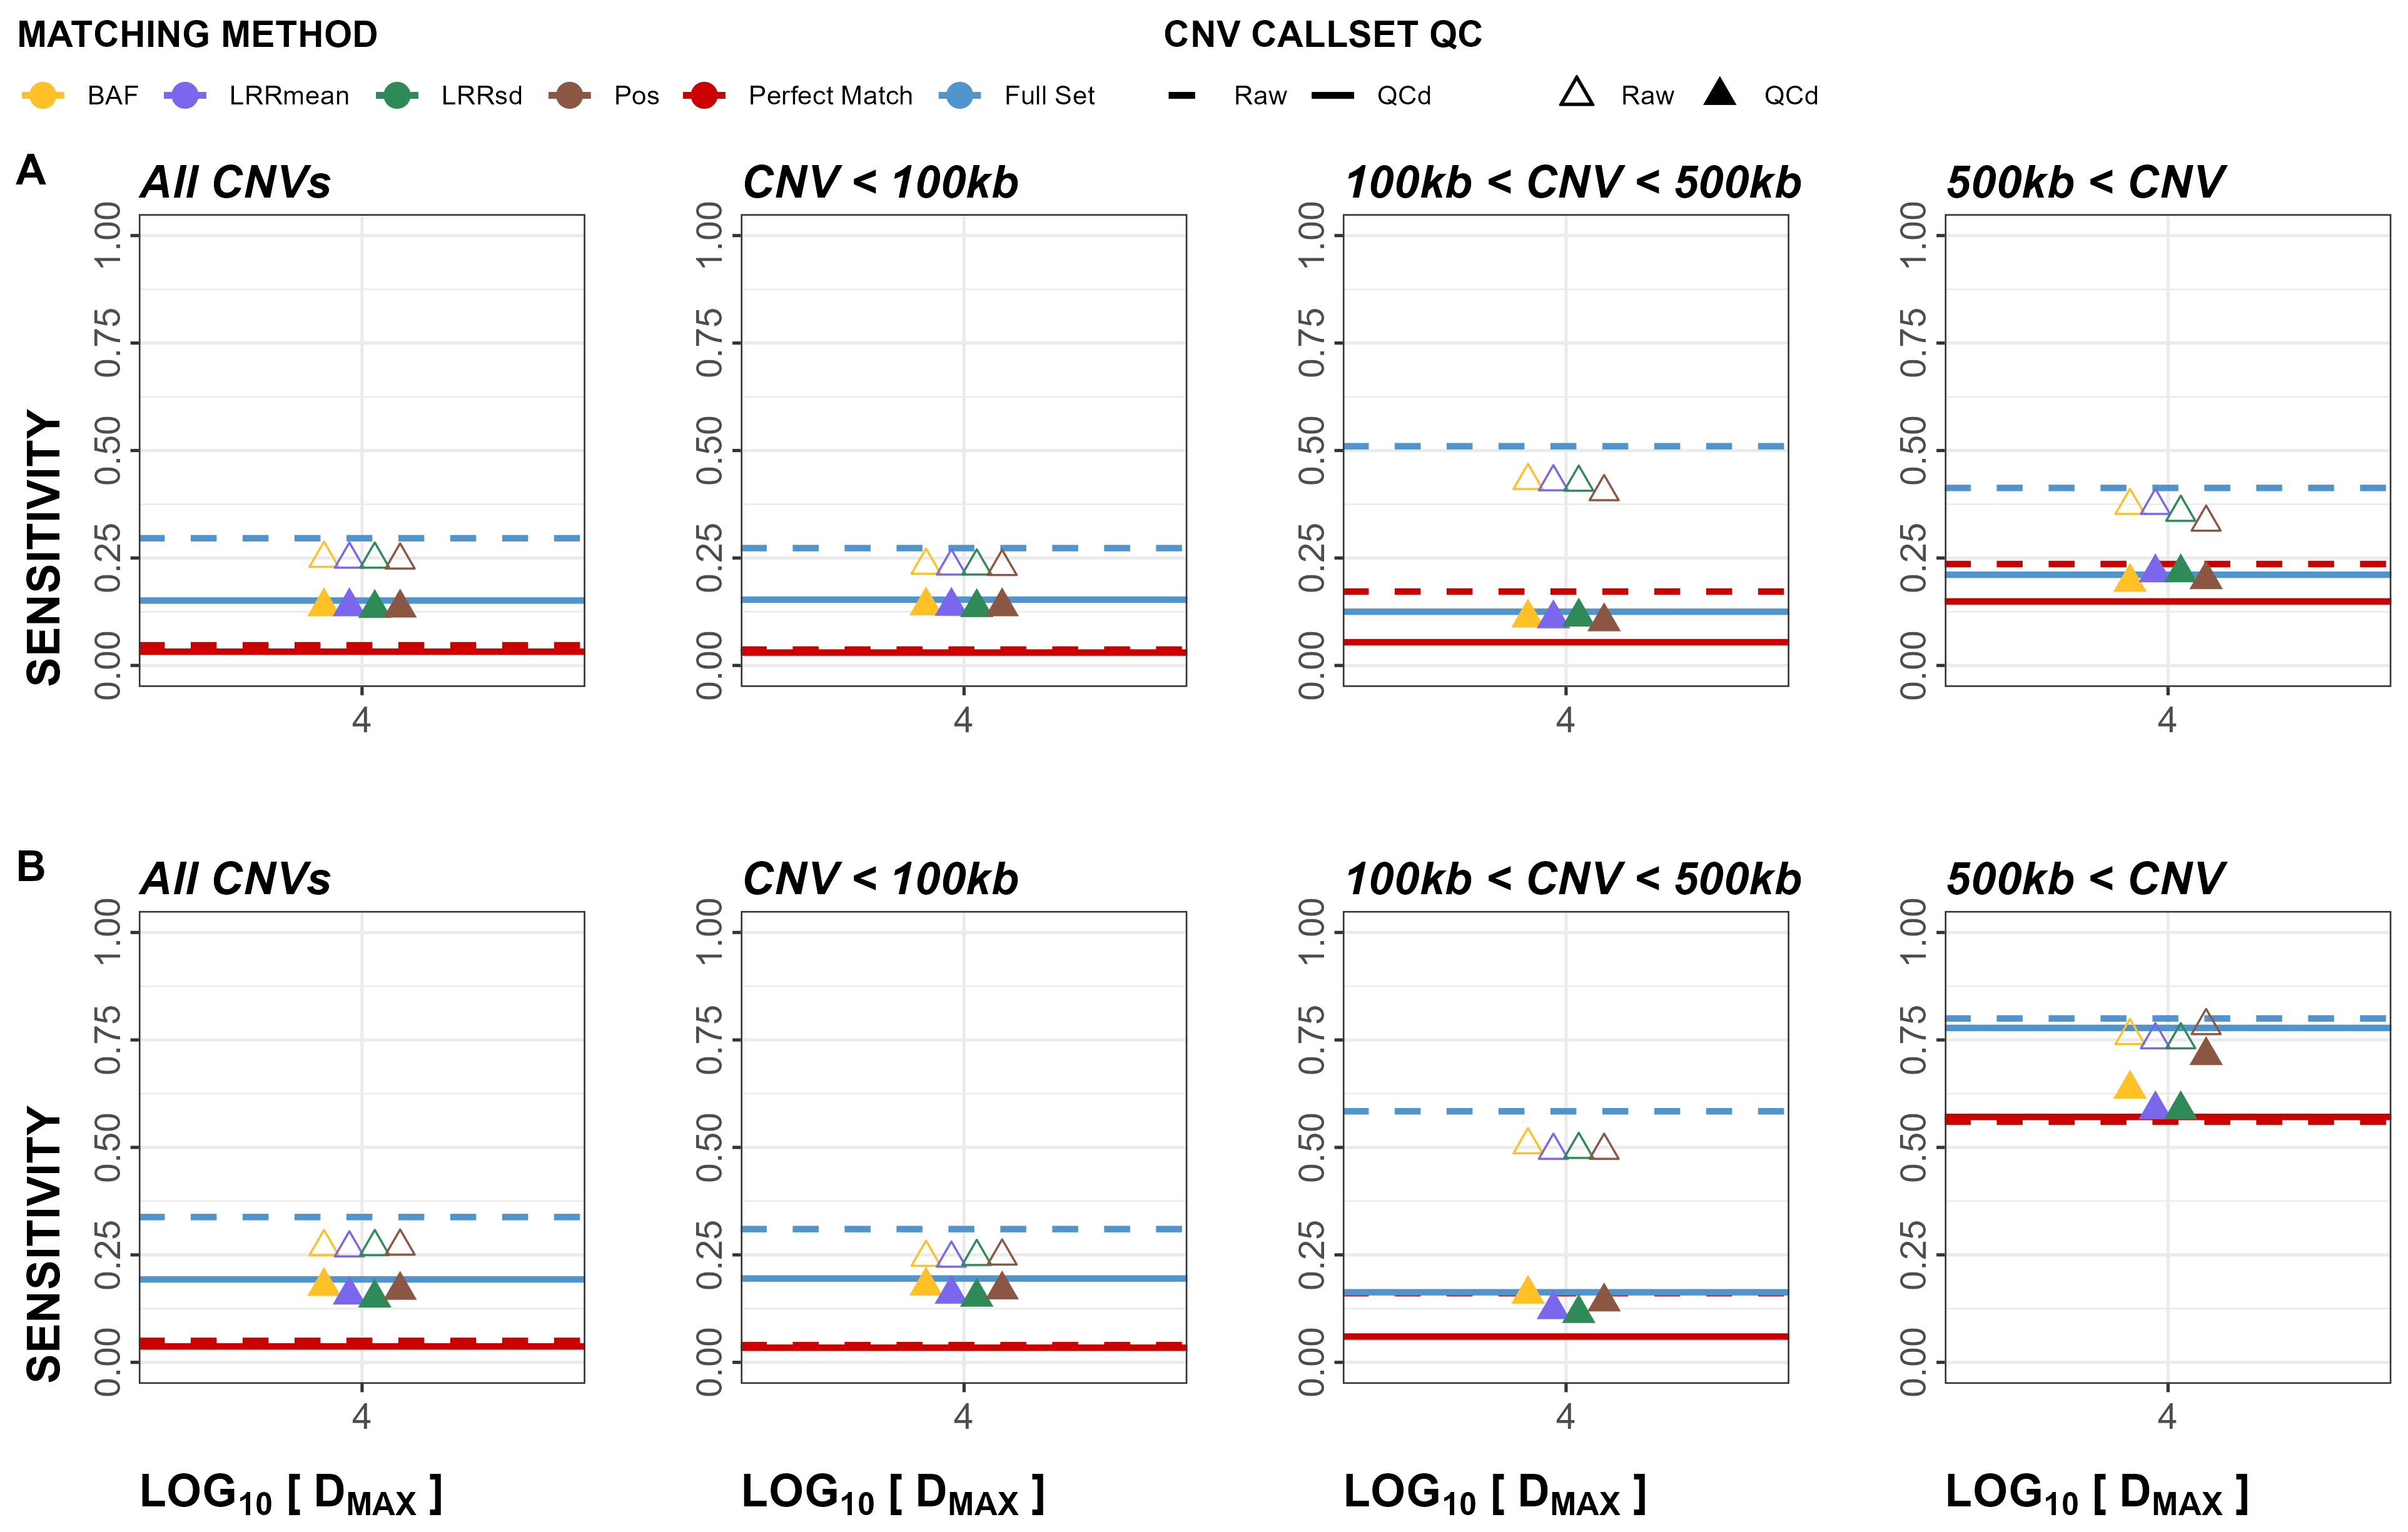 MATCHING METHOD CNV CALLSET QC
BAF LRRmean LRRsd Pos Perfect Match Full Set Raw QCd Raw QCd
A
All CNVs CNV < 100kb 100kb < CNV < 500kb 500kb < CNV
SENSITIVITY
1.00 1.00 1.00 1.00
0.75 0.75 0.75 0.75
0.50 0.50 0.50 0.50
0.25 0.25 0.25 0.25
0.00 0.00 0.00 0.00
4 4 4 4
B
All CNVs CNV < 100kb 100kb < CNV < 500kb 500kb < CNV
SENSITIVITY
1.00 1.00 1.00 1.00
0.75 0.75 0.75 0.75
0.50 0.50 0.50 0.50
0.25 0.25 0.25 0.25
0.00 0.00 0.00 0.00
4 4 4 4
LOG10 [ DMAX ] LOG10 [ DMAX ] LOG10 [ DMAX ] LOG10 [ DMAX ]